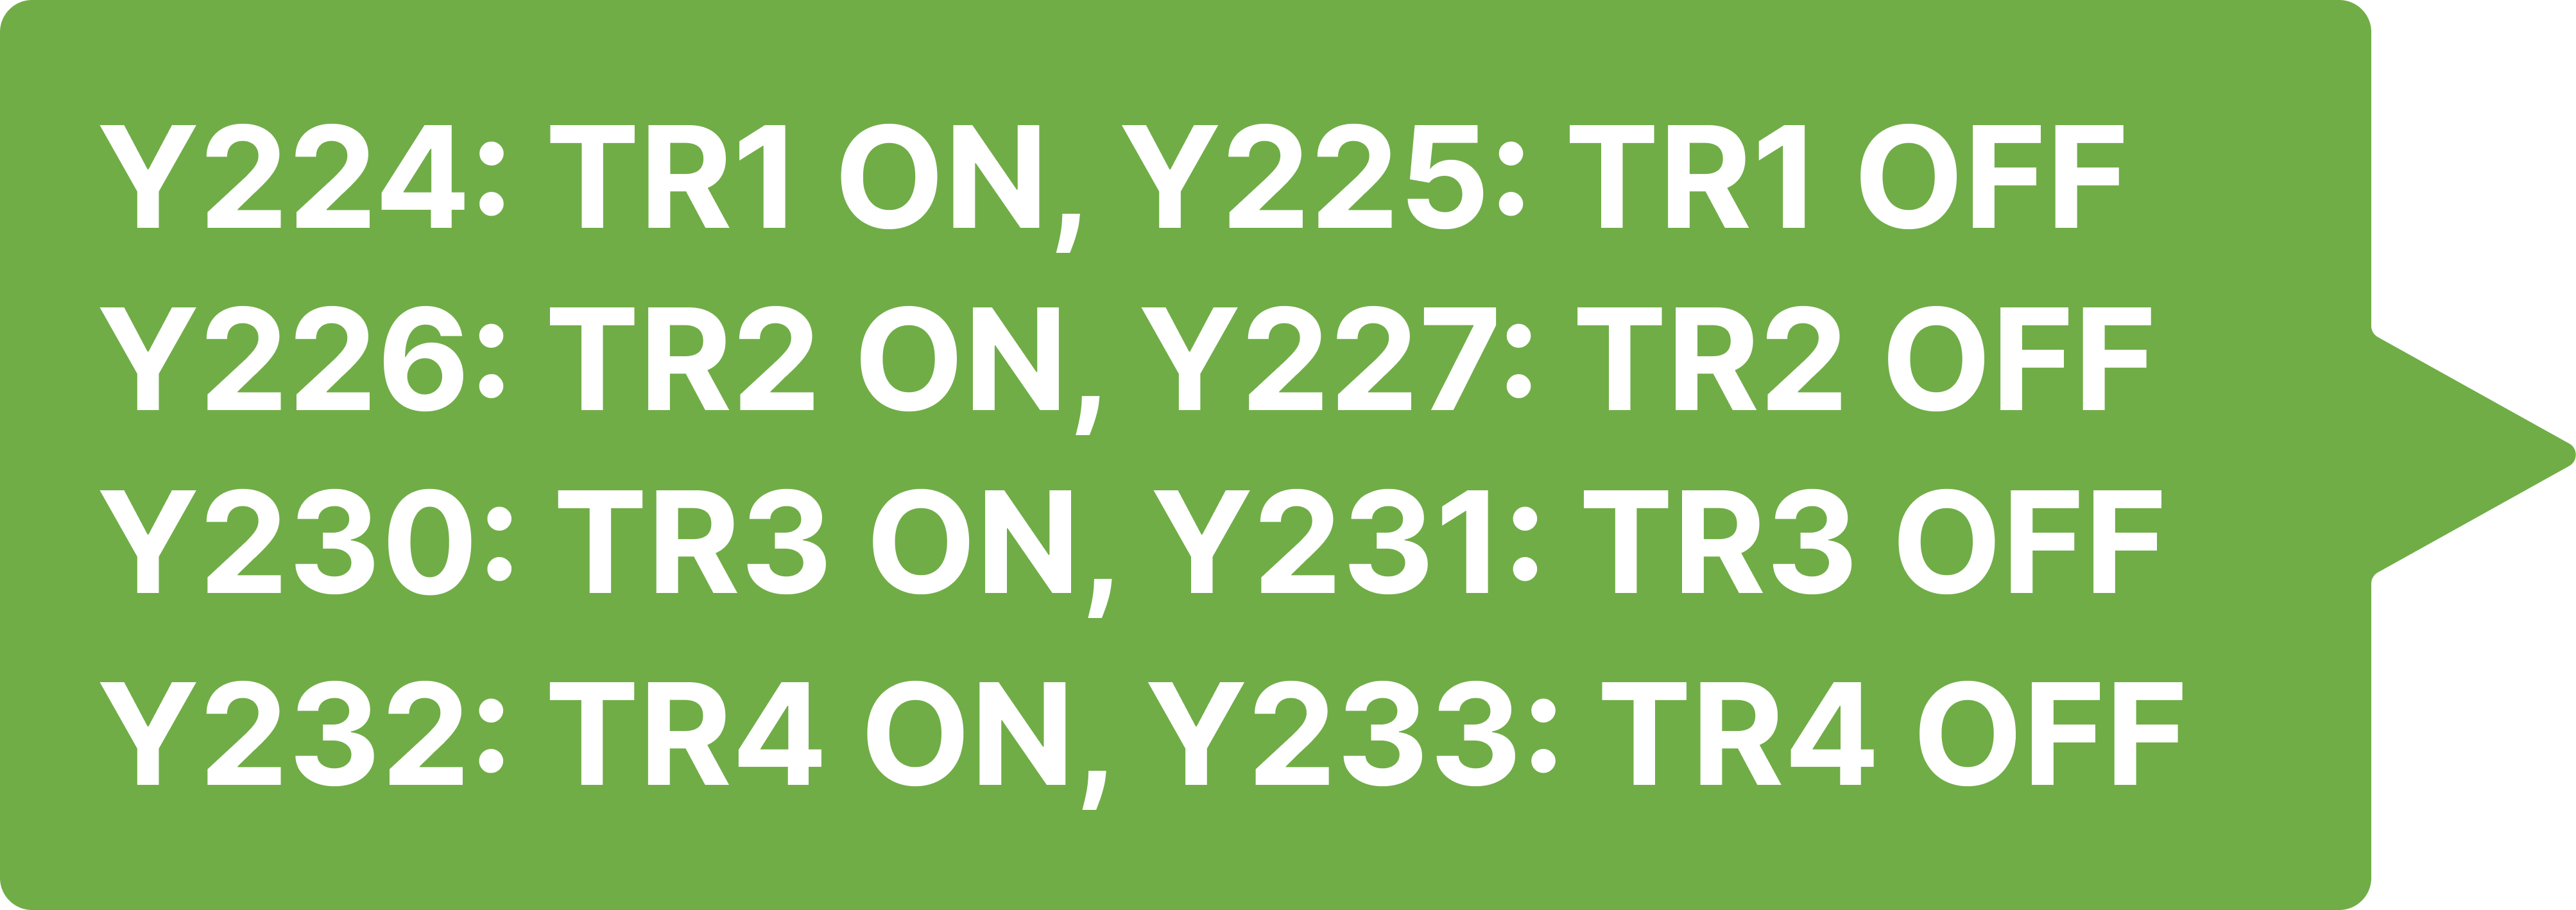 Y224: TR1 ON, Y225: TR1 OFF
Y226: TR2 ON, Y227: TR2 OFF
Y230: TR3 ON, Y231: TR3 OFF
Y232: TR4 ON, Y233: TR4 OFF